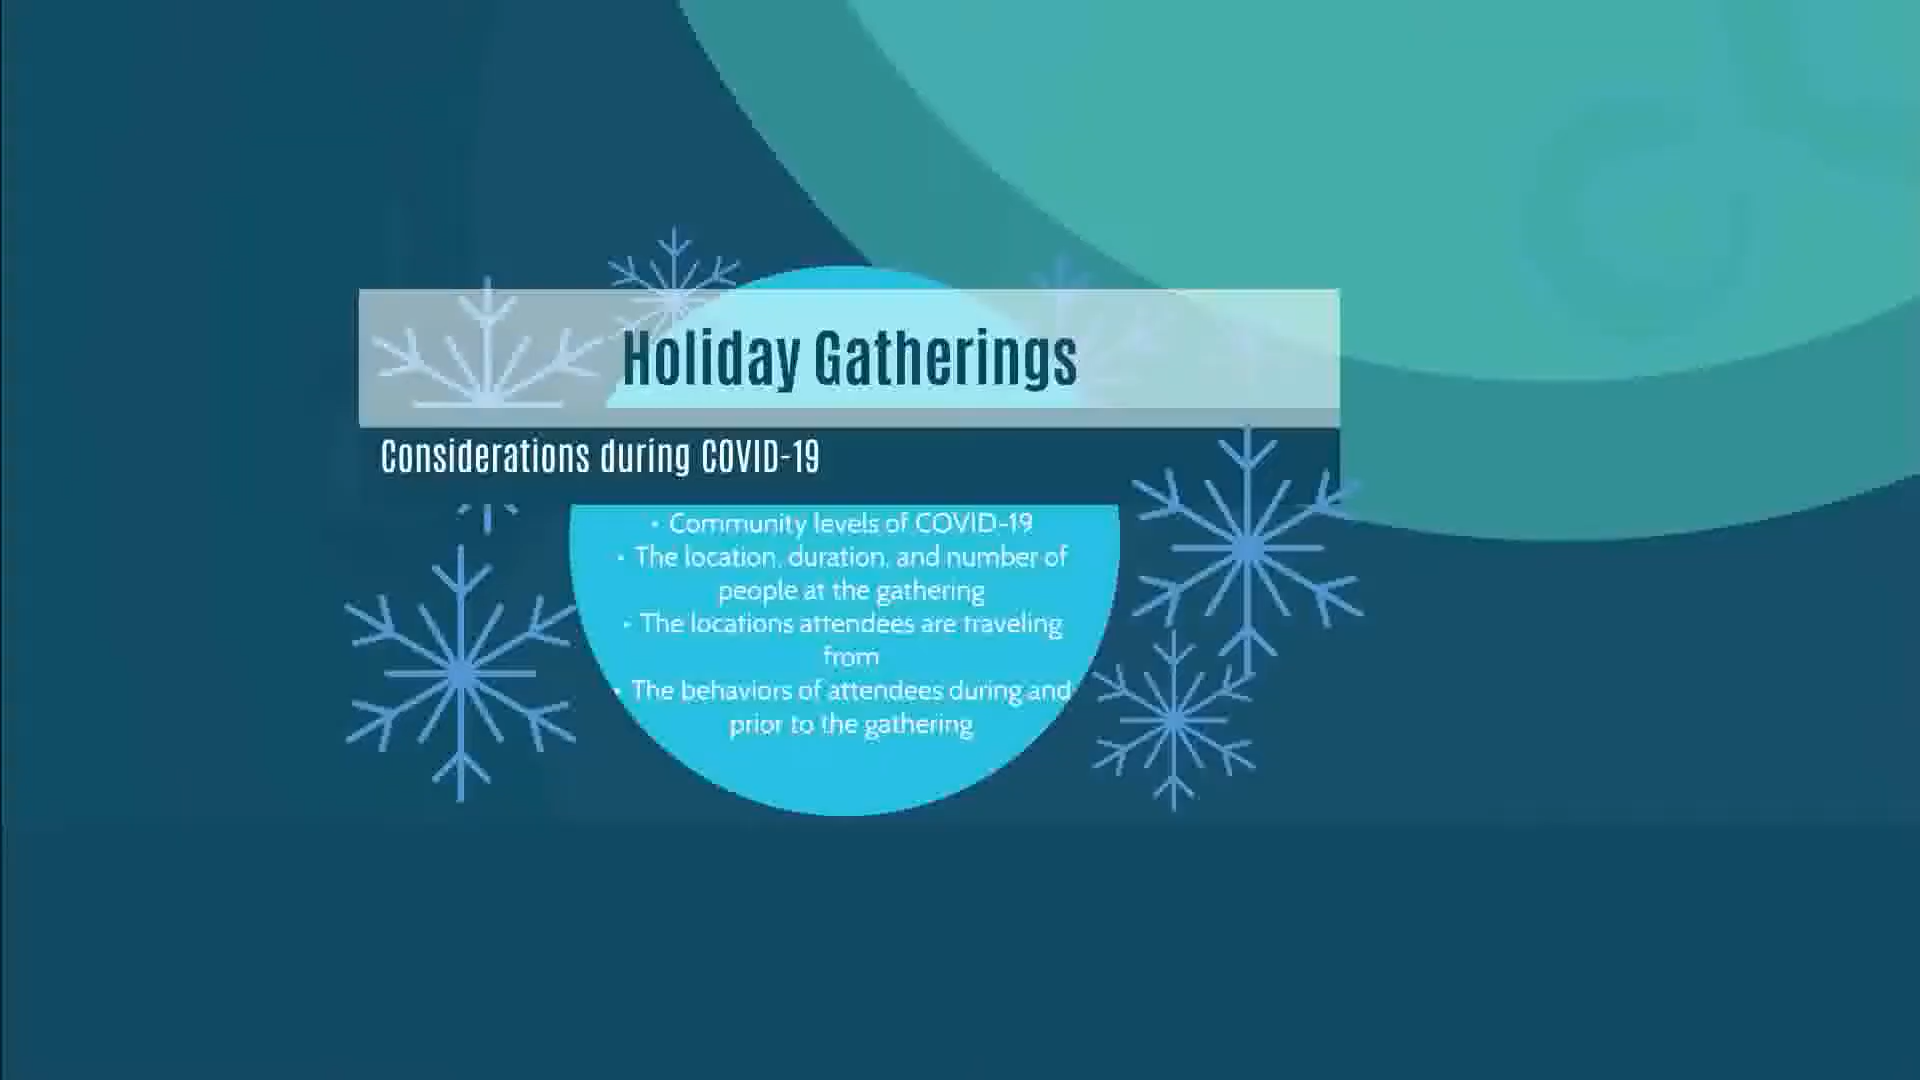 Holiday Gatherings
Considerations during COVID-19
• Community levels of COVID-19
• The location, duration, and number of
people at the gathering
• The locations attendees are traveling
from
• The behaviors of attendees during and
prior to the gathering